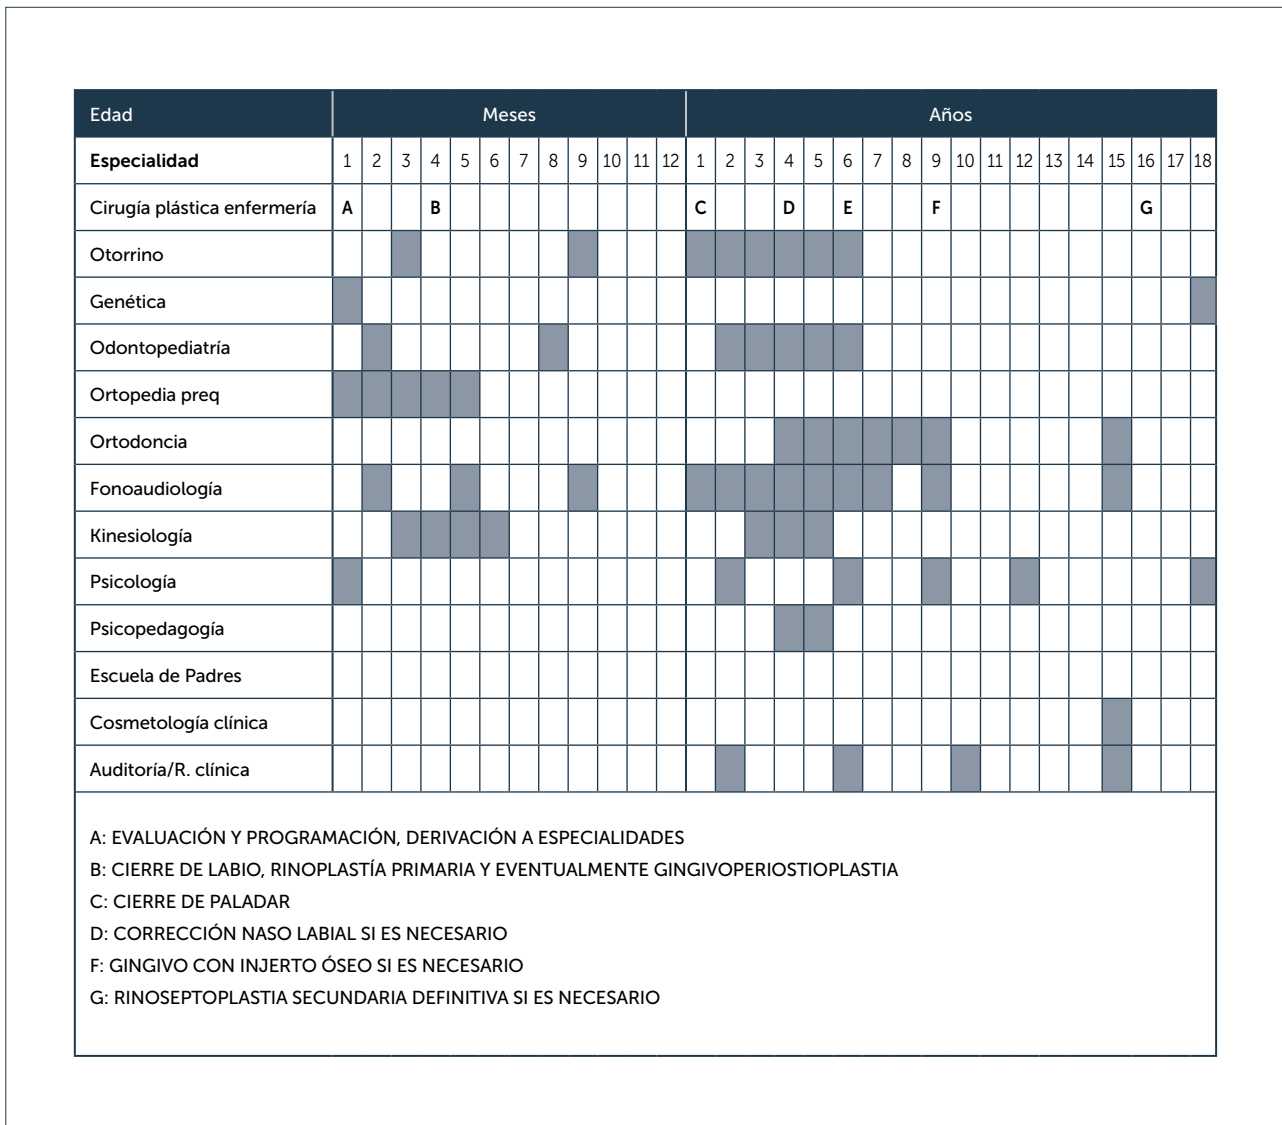 Edad Meses Años
Especialidad 1 2 3 4 5 6 7 8 9 10 11 12 1 2 3 4 5 6 7 8 9 10 11 12 13 14 15 16 17 18
Cirugía plástica enfermería A B C D E F G
Otorrino
Genética
Odontopediatría
Ortopedia preq
Ortodoncia
Fonoaudiología
Kinesiología
Psicología
Psicopedagogía
Escuela de Padres
Cosmetología clínica
Auditoría/R. clínica
A: EVALUACIÓN Y PROGRAMACIÓN, DERIVACIÓN A ESPECIALIDADES
B: CIERRE DE LABIO, RINOPLASTÍA PRIMARIA Y EVENTUALMENTE GINGIVOPERIOSTIOPLASTIA
C: CIERRE DE PALADAR
D: CORRECCIÓN NASO LABIAL SI ES NECESARIO
F: GINGIVO CON INJERTO ÓSEO SI ES NECESARIO
G: RINOSEPTOPLASTIA SECUNDARIA DEFINITIVA SI ES NECESARIO